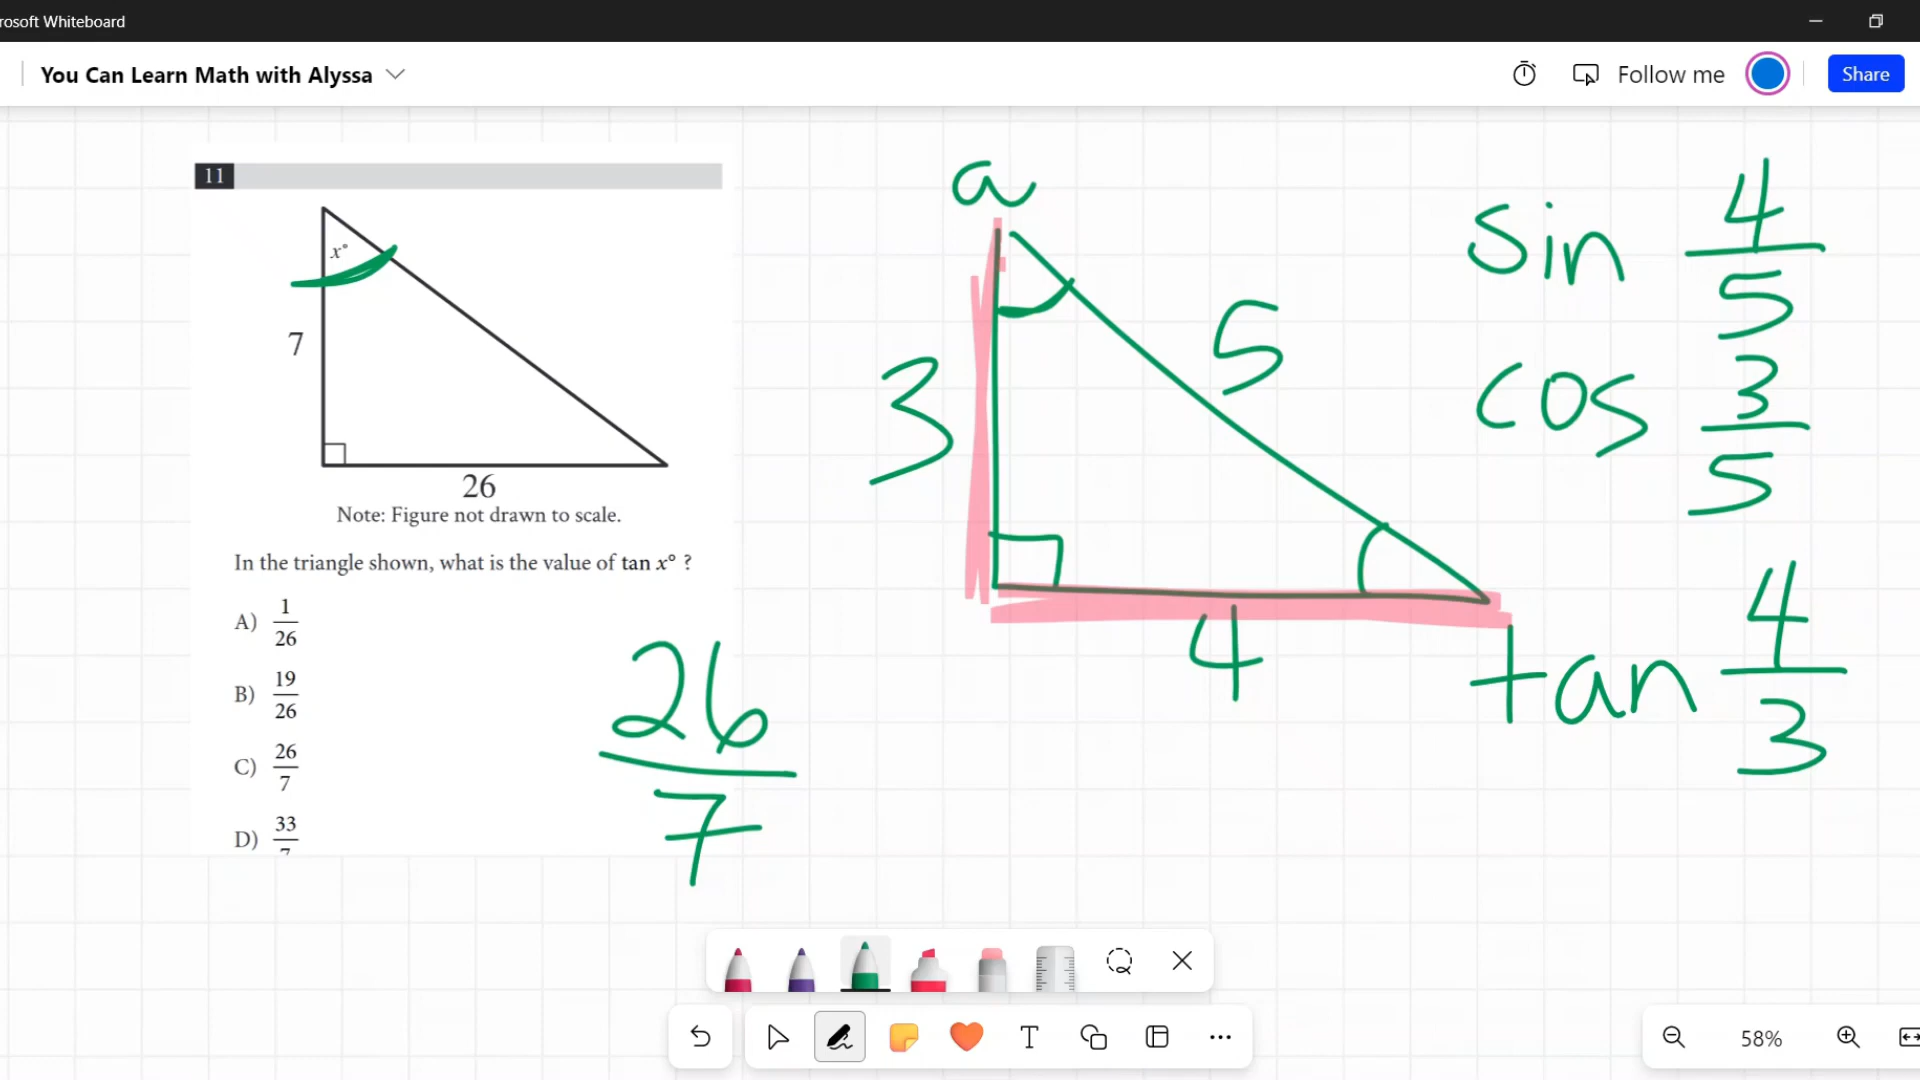 rosoft Whiteboard
You Can Learn Math with Alyssa
Follow me
Share
11
x°
7
26
Note: Figure not drawn to scale.
In the triangle shown, what is the value of tan x° ?
A) 1/26
B) 19/26
C) 26/7
D) 33/7
26/7
a
3
5
4
sin 4/5
cos 3/5
tan 4/3
T
58%